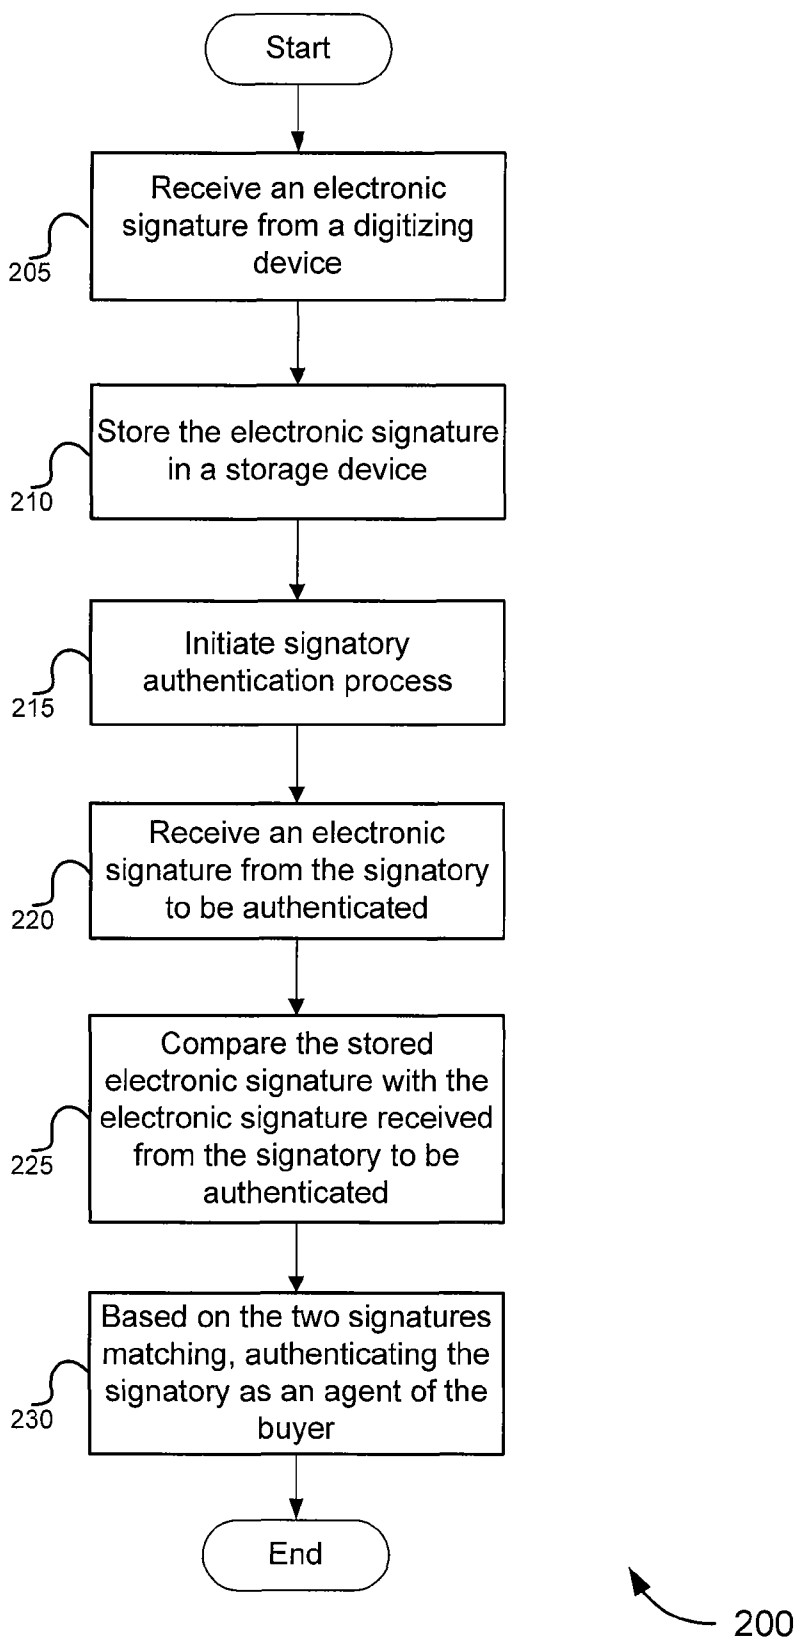 Start
Receive an electronic
signature from a digitizing
device
205
Store the electronic signature
in a storage device
210
Initiate signatory
authentication process
215
Receive an electronic
signature from the signatory
to be authenticated
220
Compare the stored
electronic signature with the
electronic signature received
from the signatory to be
authenticated
225
Based on the two signatures
matching, authenticating the
signatory as an agent of the
buyer
230
End
200